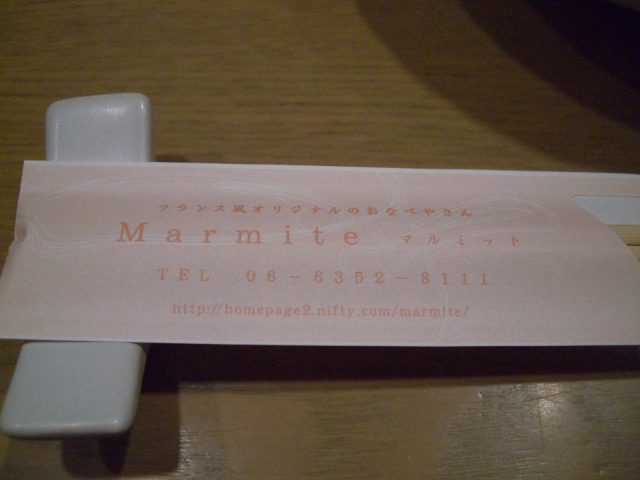 フランス風オリジナルのおなべやさん
Marmite マルミット
TEL 06－6352－8111
http://homepage2.nifty.com/marmite/